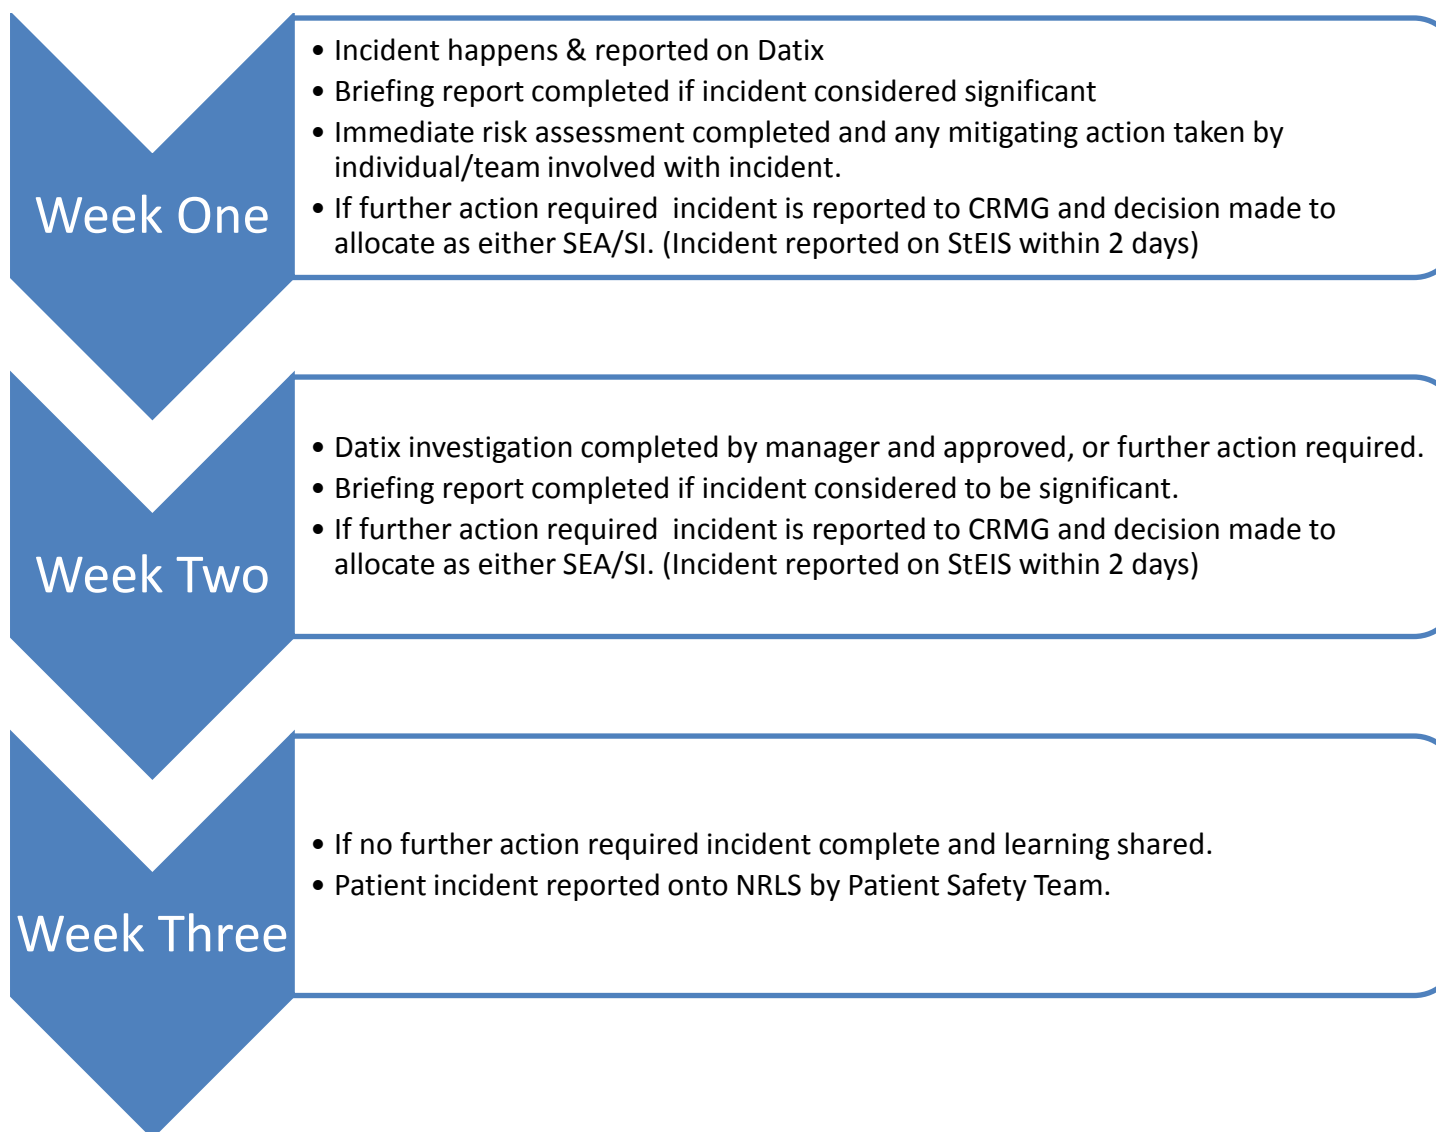 Week One
• Incident happens & reported on Datix
• Briefing report completed if incident considered significant
• Immediate risk assessment completed and any mitigating action taken by
individual/team involved with incident.
• If further action required  incident is reported to CRMG and decision made to
allocate as either SEA/SI. (Incident reported on StEIS within 2 days)
Week Two
• Datix investigation completed by manager and approved, or further action required.
• Briefing report completed if incident considered to be significant.
• If further action required  incident is reported to CRMG and decision made to
allocate as either SEA/SI. (Incident reported on StEIS within 2 days)
Week Three
• If no further action required incident complete and learning shared.
• Patient incident reported onto NRLS by Patient Safety Team.